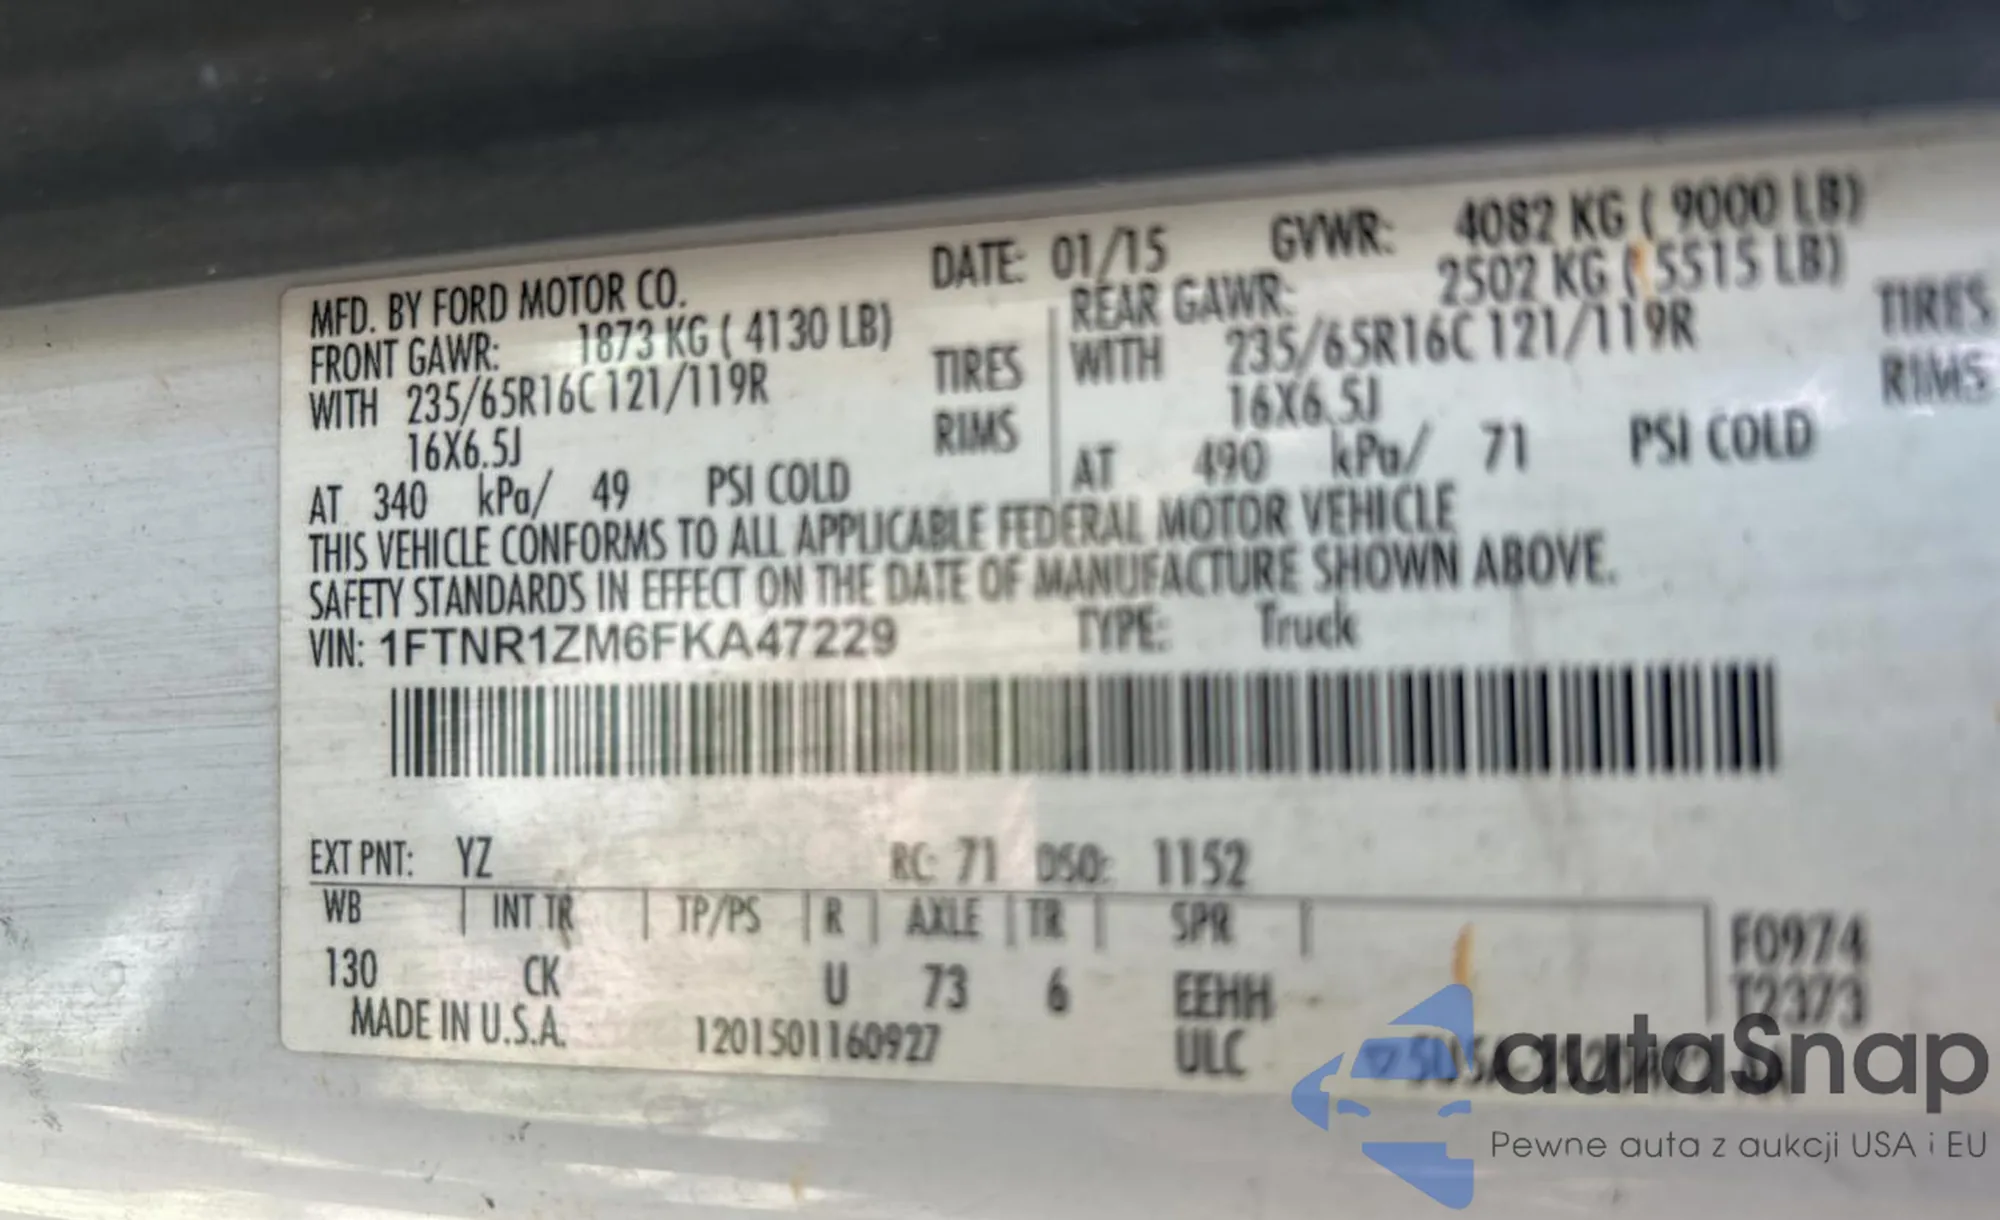 MFD. BY FORD MOTOR CO. DATE: 01/15 GVWR: 4082 KG ( 9000 LB)
FRONT GAWR: 1873 KG ( 4130 LB) REAR GAWR: 2502 KG ( 5515 LB)
WITH 235/65R16C 121/119R TIRES WITH 235/65R16C 121/119R TIRES
16X6.5J RIMS 16X6.5J RIMS
AT 340 kPa/ 49 PSI COLD AT 490 kPa/ 71 PSI COLD
THIS VEHICLE CONFORMS TO ALL APPLICABLE FEDERAL MOTOR VEHICLE
SAFETY STANDARDS IN EFFECT ON THE DATE OF MANUFACTURE SHOWN ABOVE.
VIN: 1FTNR1ZM6FKA47229 TYPE: Truck
EXT PNT: YZ RC: 71 DSO: 1152
WB INT TR TP/PS R AXLE TR SPR F0974
130 CK U 73 6 EEHH T2373
MADE IN U.S.A. 1201501160927 ULC
autaSnap
Pewne auta z aukcji USA i EU